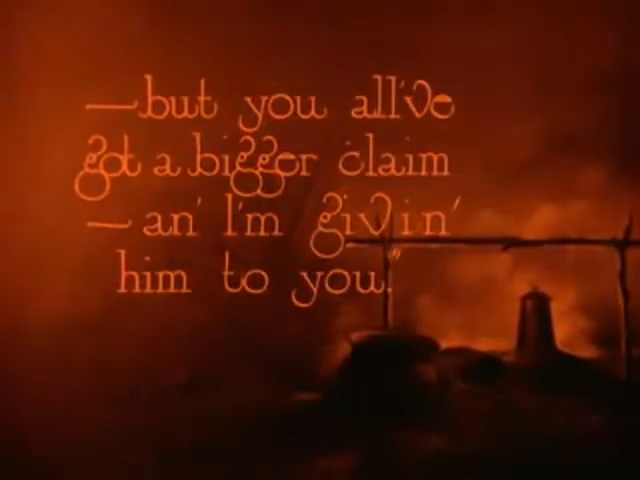 —but you all've
got a bigger claim
—an' I'm givin'
him to you."